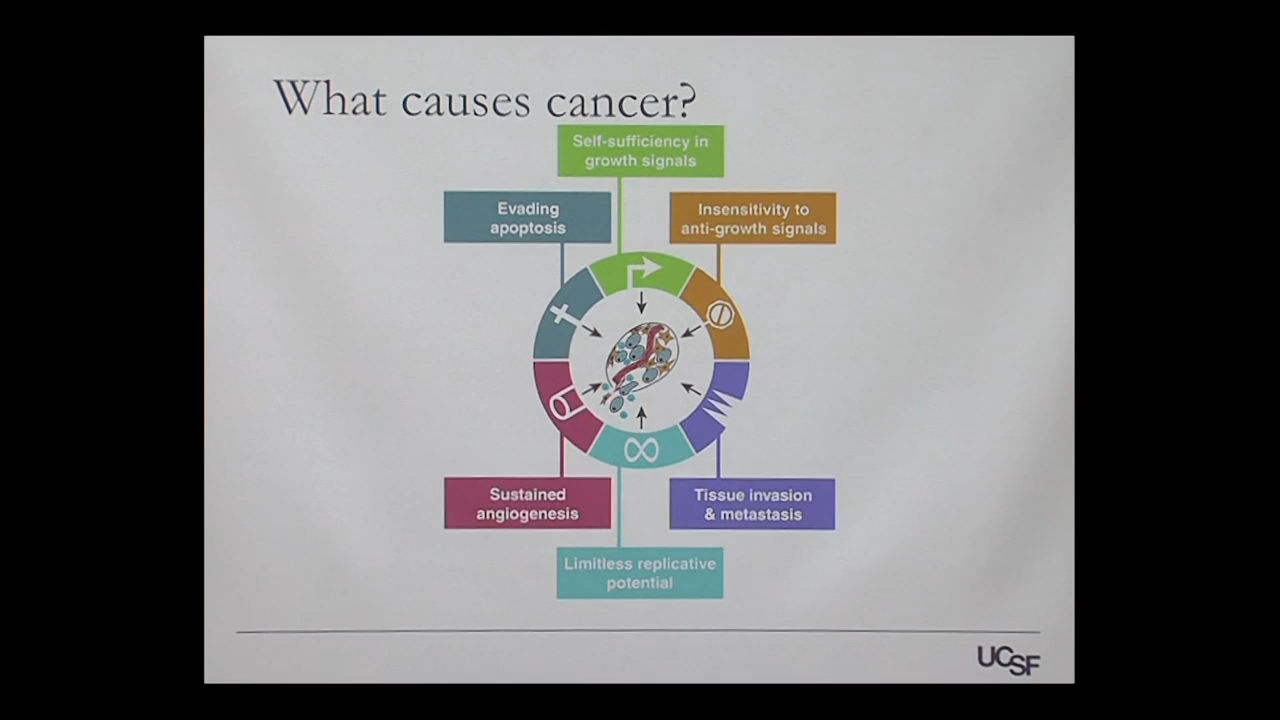 What causes cancer?
Self-sufficiency in
growth signals
Evading
apoptosis
Insensitivity to
anti-growth signals
Sustained
angiogenesis
Tissue invasion
& metastasis
Limitless replicative
potential
UCSF